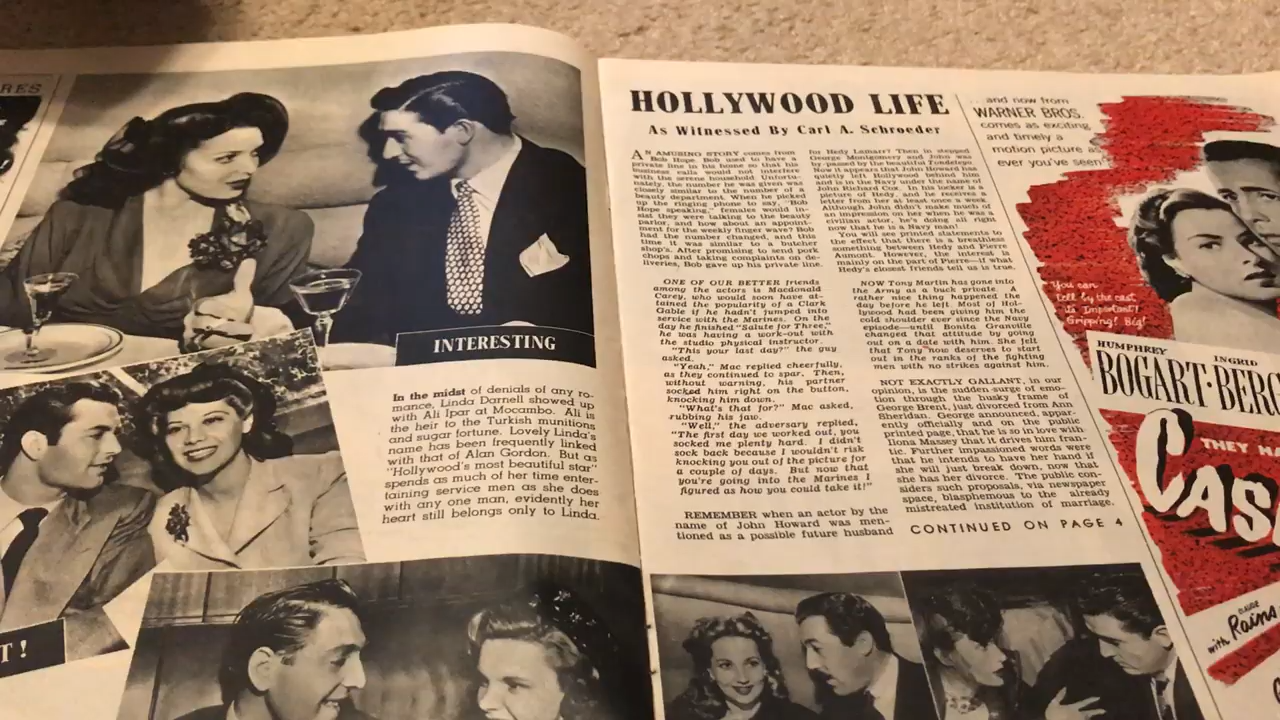 RES
INTERESTING
In the midst of denials of any ro-
mance, Linda Darnell showed up
with Ali Ipar at Mocambo. Ali is
the heir to the Turkish munitions
and sugar fortune. Lovely Linda's
name has been frequently linked
with that of Alan Gordon. But as
"Hollywood's most beautiful star"
spends as much of her time enter-
taining service men as she does
with any one man, evidently her
heart still belongs only to Linda.
T!
HOLLYWOOD LIFE
As Witnessed By Carl A. Schroeder
AN AMUSING STORY comes from
Bob Hope. Bob used to have a
private line in his home so that his
business calls would not interfere
with the serene household. Unfortu-
nately, the number he was given was
closely similar to the number of a
beauty department. When he picked
up the ringing phone to say, "Bob
Hope speaking," females would in-
sist they were talking to the beauty
parlor, and how about an appoint-
ment for the weekly finger wave? Bob
had the number changed, and this
time it was similar to a butcher
shop's. After promising to send pork
chops and taking complaints on de-
liveries, Bob gave up his private line.
ONE OF OUR BETTER friends
among the actors is Macdonald
Carey, who would soon have at-
tained the popularity of a Clark
Gable if he hadn't jumped into
service with the Marines. On the
day he finished "Salute for Three,"
he was having a work-out with
the studio physical instructor.
"This your last day?" the guy
asked.
"Yeah," Mac replied cheerfully,
as they continued to spar. Then,
without warning, his partner
socked him right on the button,
knocking him down.
"What's that for?" Mac asked,
rubbing his jaw.
"Well," the adversary replied,
"The first day we worked out, you
socked me plenty hard. I didn't
sock back because I wouldn't risk
knocking you out of the picture for
a couple of days. But now that
you're going into the Marines I
figured as how you could take it!"
REMEMBER when an actor by the
name of John Howard was men-
tioned as a possible future husband
for Hedy Lamarr? Then in stepped
George Montgomery and John was
by-passed by the beautiful Tondeleyo.
Now it appears that John Howard has
quietly left Hollywood behind him
and is in the Navy under the name of
John Richard Cox. In his locker is a
picture of Hedy, and he receives a
letter from her at least once a week.
Although John didn't make much of
an impression on her when he was a
civilian actor, he's doing all right
now that he is a Navy man!
You will see printed statements to
the effect that there is a breathless
something between Hedy and Pierre
Aumont. However, the interest is
mainly on the part of Pierre—if what
Hedy's closest friends tell us is true.
NOW Tony Martin has gone into
the Army as a buck private. A
rather nice thing happened the
day before he left. Most of Hol-
lywood had been giving him the
cold shoulder ever since the Navy
episode—until Bonita Granville
changed that attitude by going
out on a date with him. She felt
that Tony now deserves to start
out in the ranks of the fighting
men with no strikes against him.
NOT EXACTLY GALLANT, in our
opinion, is the sudden surge of emo-
tion through the husky frame of
George Brent, just divorced from Ann
Sheridan. George announced, appar-
ently officially and on the public
printed page, that he is so in love with
Ilona Massey that it drives him fran-
tic. Further impassioned words were
that he intends to have her hand if
she will just break down, now that
she has her divorce. The public con-
siders such proposals, via newspaper
space, blasphemous to the already
mistreated institution of marriage.
CONTINUED ON PAGE 4
...and now from
WARNER BROS.
comes as exciting
and timely a
motion picture as
ever you've seen
You can
tell by the cast
it's Important!
Gripping! Big!
HUMPHREY INGRID
BOGART·BERG
THEY HA
CAS
with CLAUDE Rains